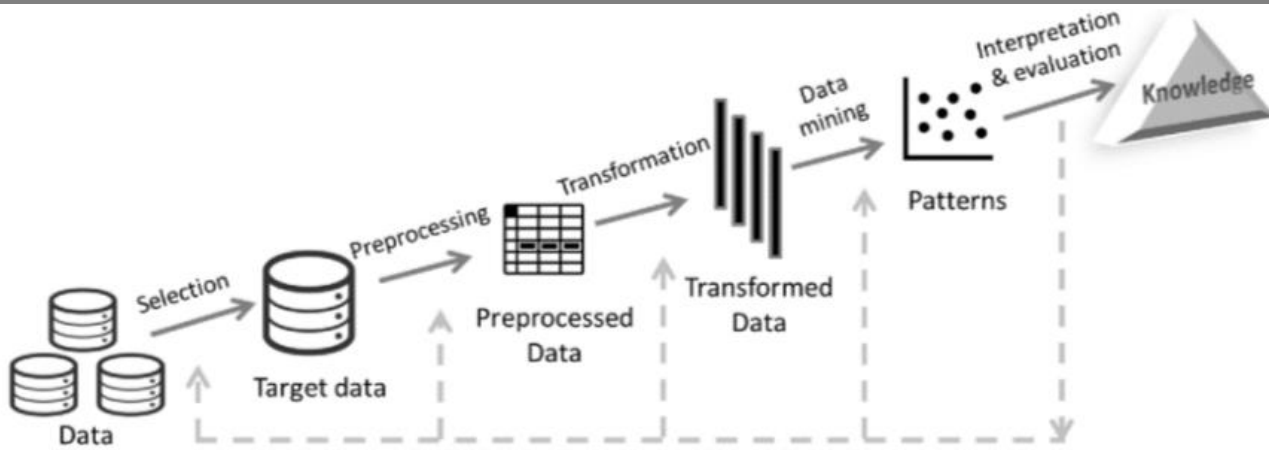 Data
Selection
Target data
Preprocessing
Preprocessed
Data
Transformation
Transformed
Data
Data
mining
Patterns
Interpretation
& evaluation
Knowledge